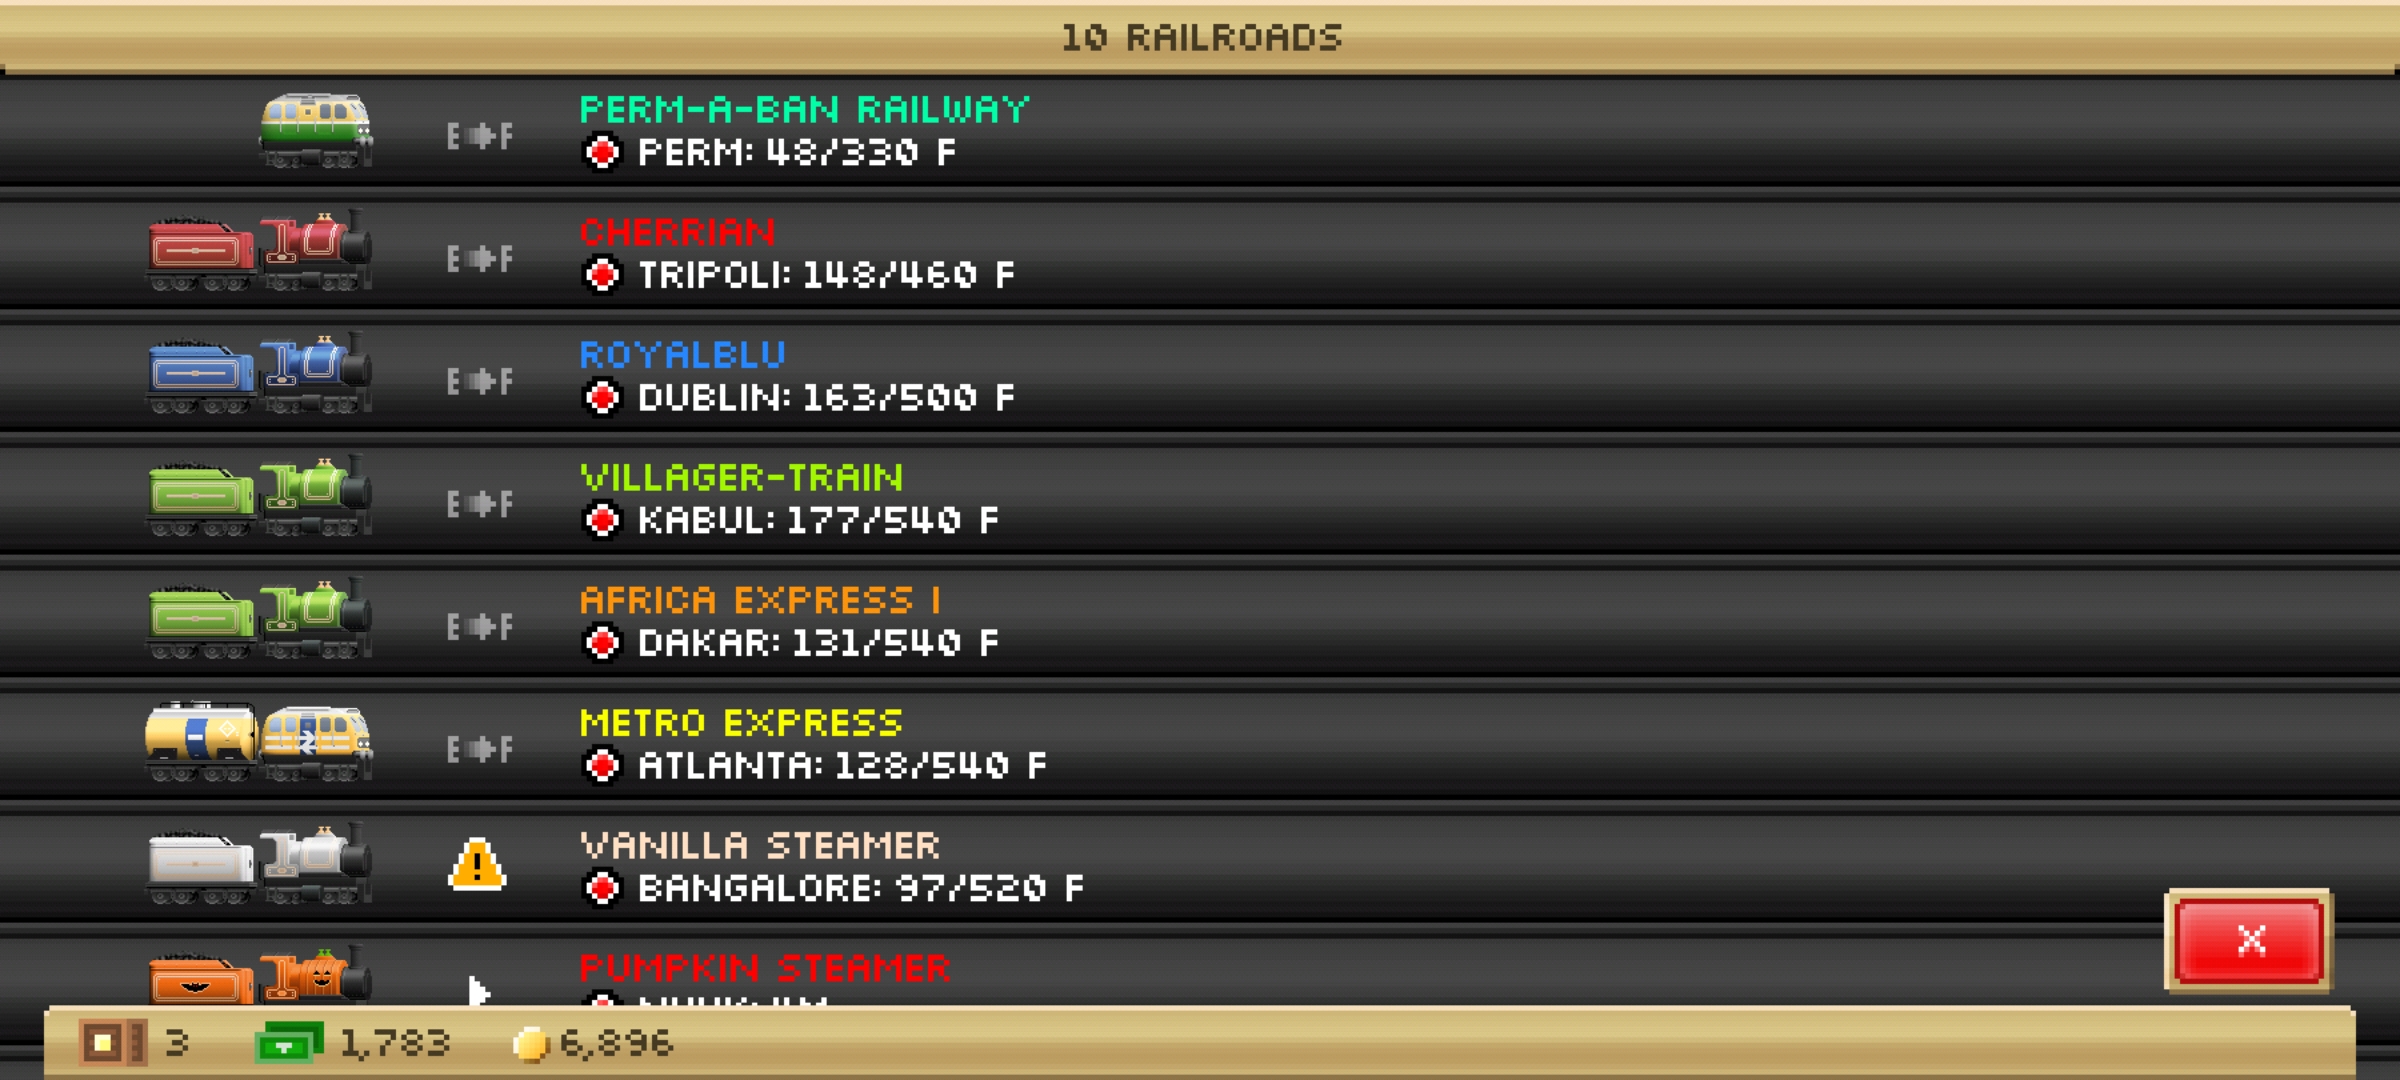 10 RAILROADS
PERM-A-BAN RAILWAY
E F
PERM: 48/330 F
CHERRIAN
E F
TRIPOLI: 148/460 F
ROYALBLU
E F
DUBLIN: 163/500 F
VILLAGER-TRAIN
E F
KABUL: 177/540 F
AFRICA EXPRESS I
E F
DAKAR: 131/540 F
METRO EXPRESS
E F
ATLANTA: 128/540 F
VANILLA STEAMER
!
BANGALORE: 97/520 F
PUMPKIN STEAMER
X
3 1,783 6,896